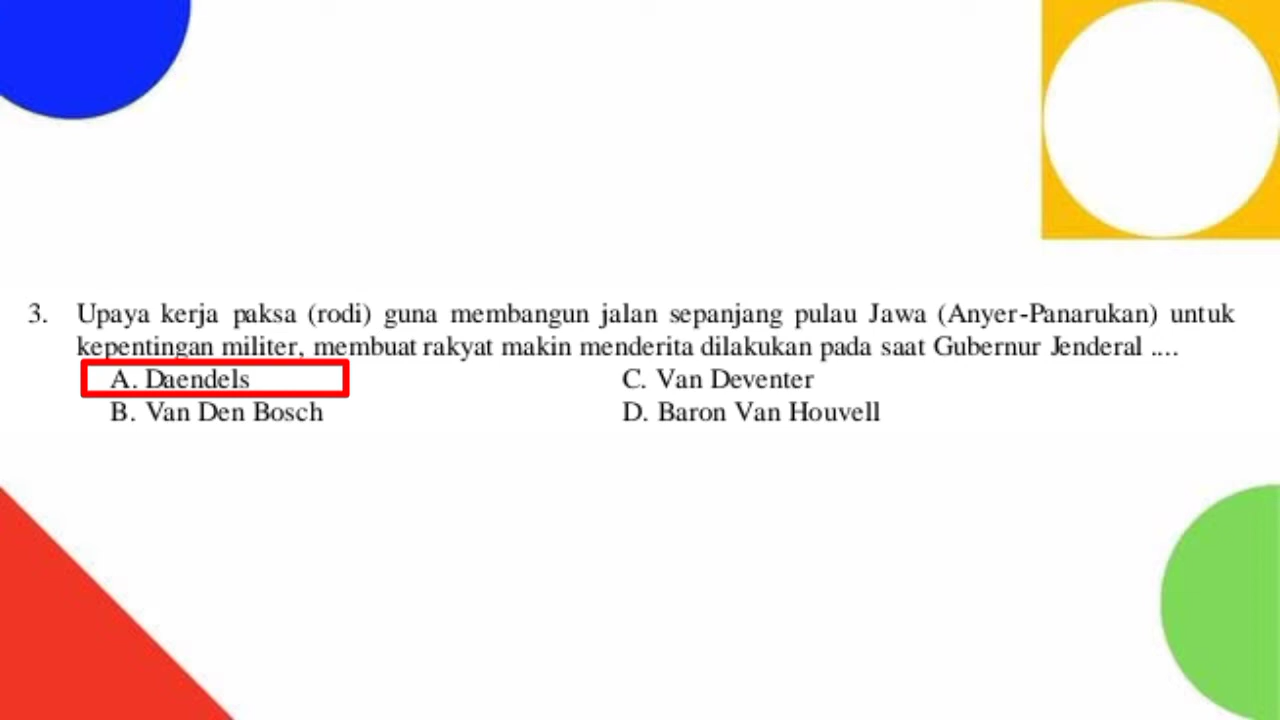 3. Upaya kerja paksa (rodi) guna membangun jalan sepanjang pulau Jawa (Anyer-Panarukan) untuk
kepentingan militer, membuat rakyat makin menderita dilakukan pada saat Gubernur Jenderal ....
A. Daendels
C. Van Deventer
B. Van Den Bosch
D. Baron Van Houvell